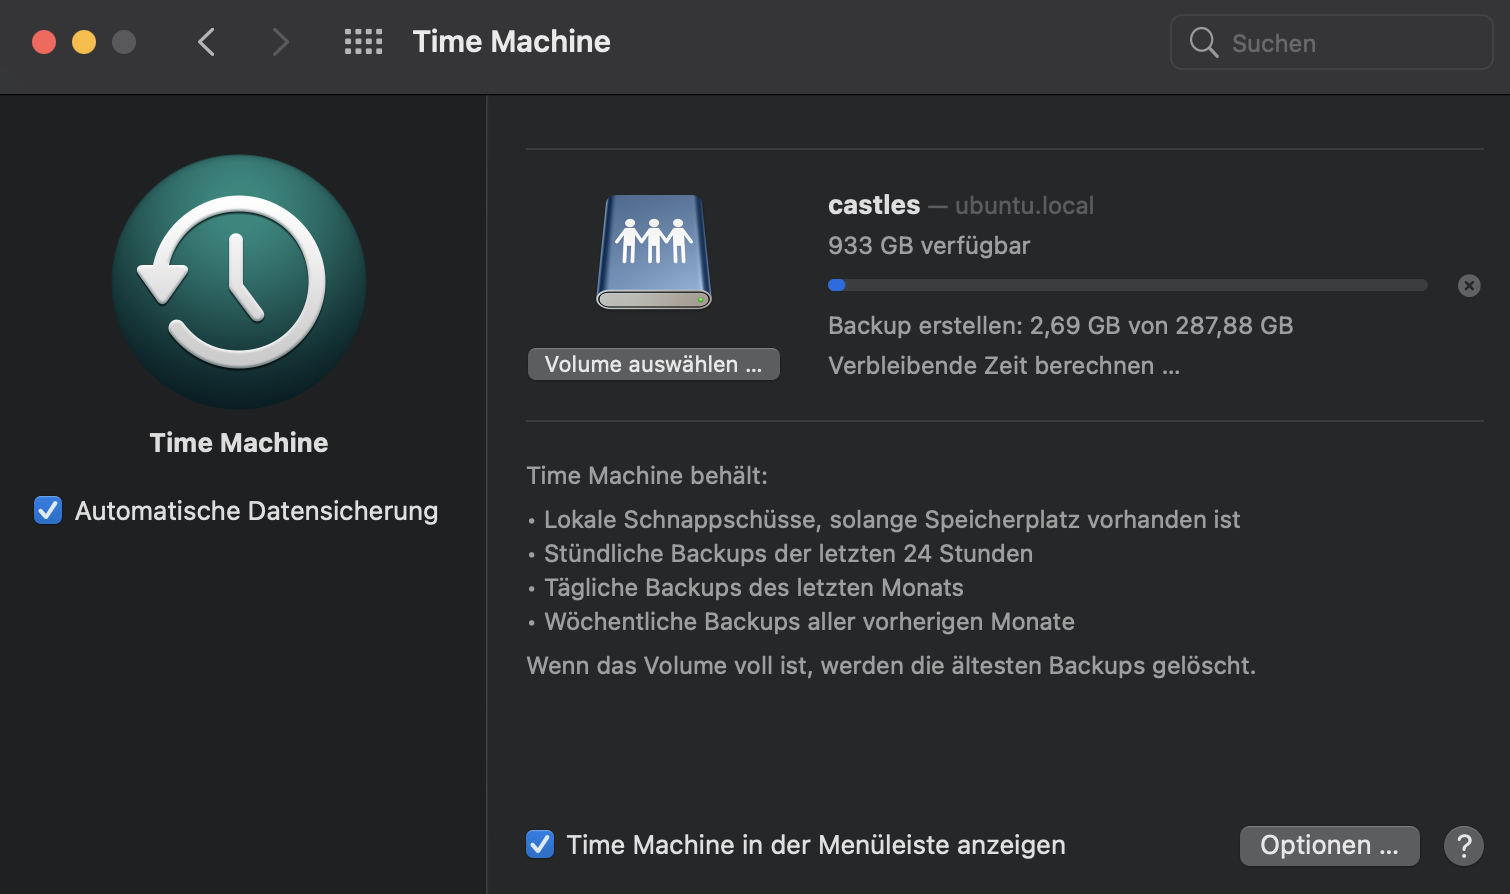 Time Machine
Suchen
Time Machine
Automatische Datensicherung
castles — ubuntu.local
933 GB verfügbar
Backup erstellen: 2,69 GB von 287,88 GB
Verbleibende Zeit berechnen ...
Volume auswählen ...
Time Machine behält:
• Lokale Schnappschüsse, solange Speicherplatz vorhanden ist
• Stündliche Backups der letzten 24 Stunden
• Tägliche Backups des letzten Monats
• Wöchentliche Backups aller vorherigen Monate
Wenn das Volume voll ist, werden die ältesten Backups gelöscht.
Time Machine in der Menüleiste anzeigen
Optionen ...
?